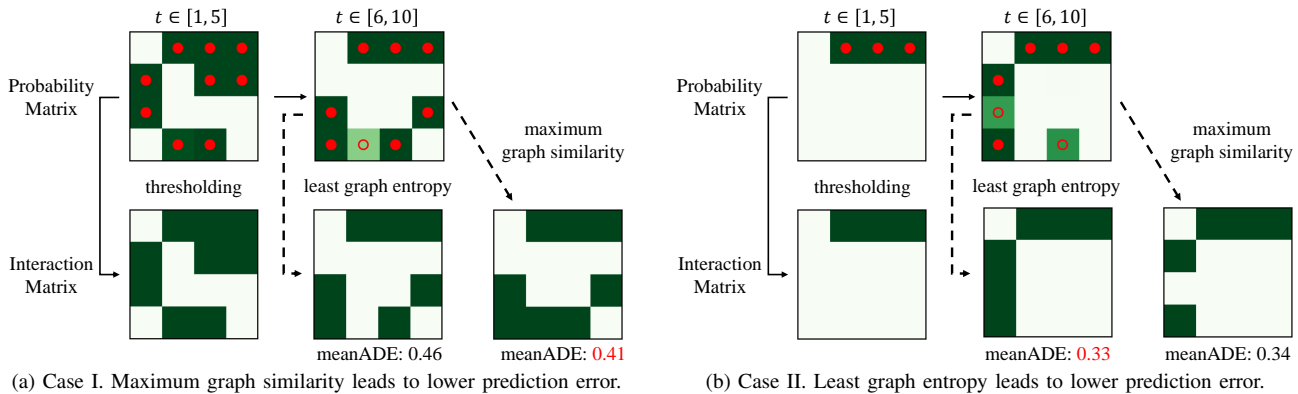 t ∈ [1, 5]
t ∈ [6, 10]
Probability
Matrix
maximum
graph similarity
thresholding
least graph entropy
Interaction
Matrix
meanADE: 0.46
meanADE: 0.41
(a) Case I. Maximum graph similarity leads to lower prediction error.
t ∈ [1, 5]
t ∈ [6, 10]
Probability
Matrix
maximum
graph similarity
thresholding
least graph entropy
Interaction
Matrix
meanADE: 0.33
meanADE: 0.34
(b) Case II. Least graph entropy leads to lower prediction error.